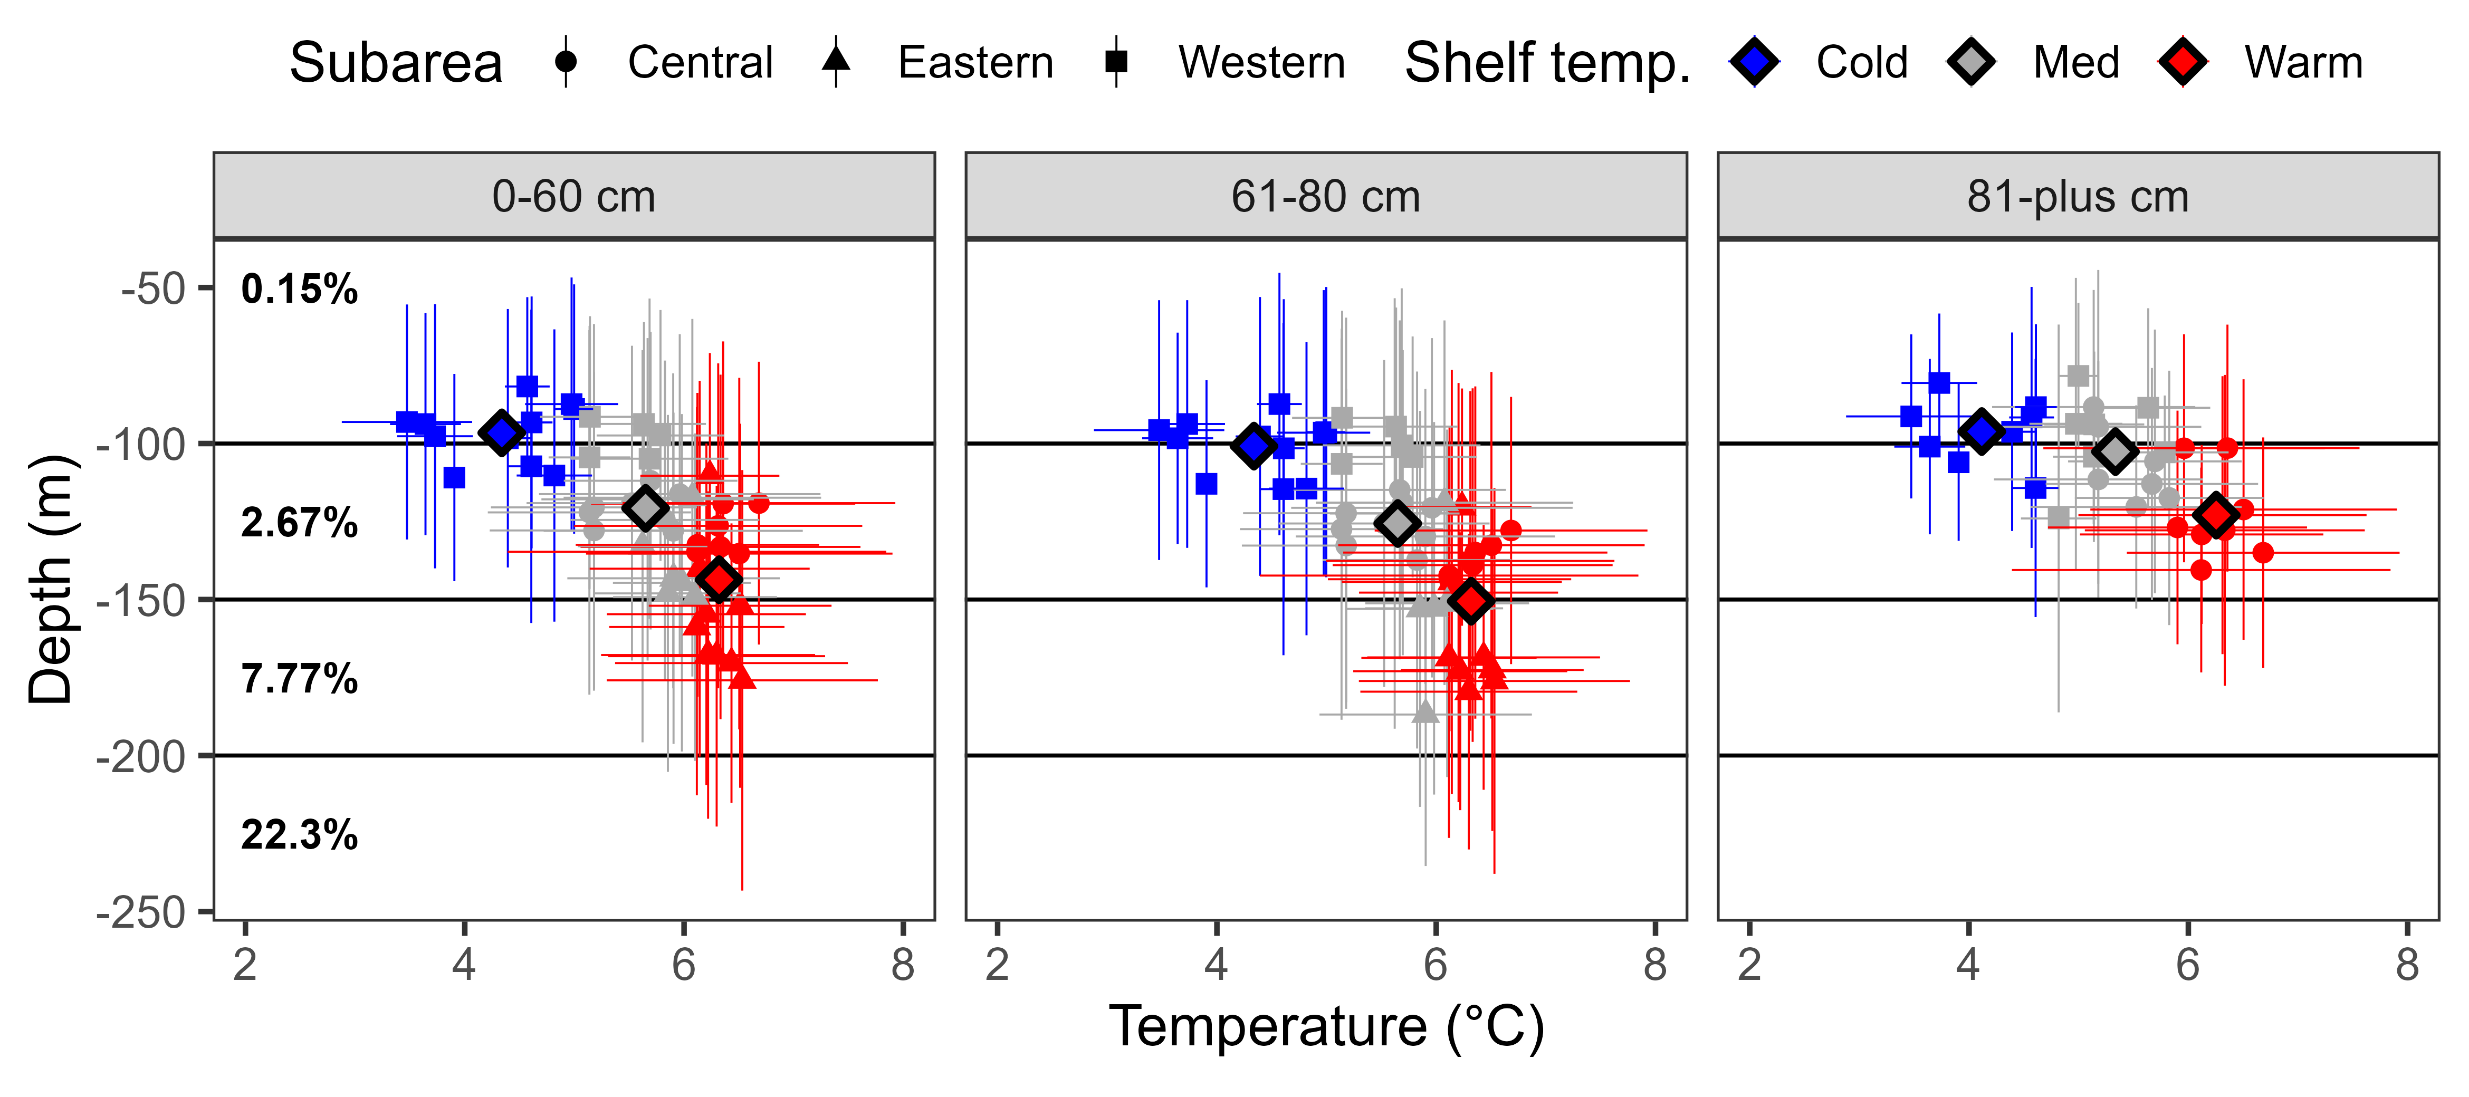 Subarea Central Eastern Western Shelf temp. Cold Med Warm
0-60 cm 61-80 cm 81-plus cm
Depth (m)
-50
-100
-150
-200
-250
0.15%
2.67%
7.77%
22.3%
2 4 6 8 2 4 6 8 2 4 6 8
Temperature (°C)